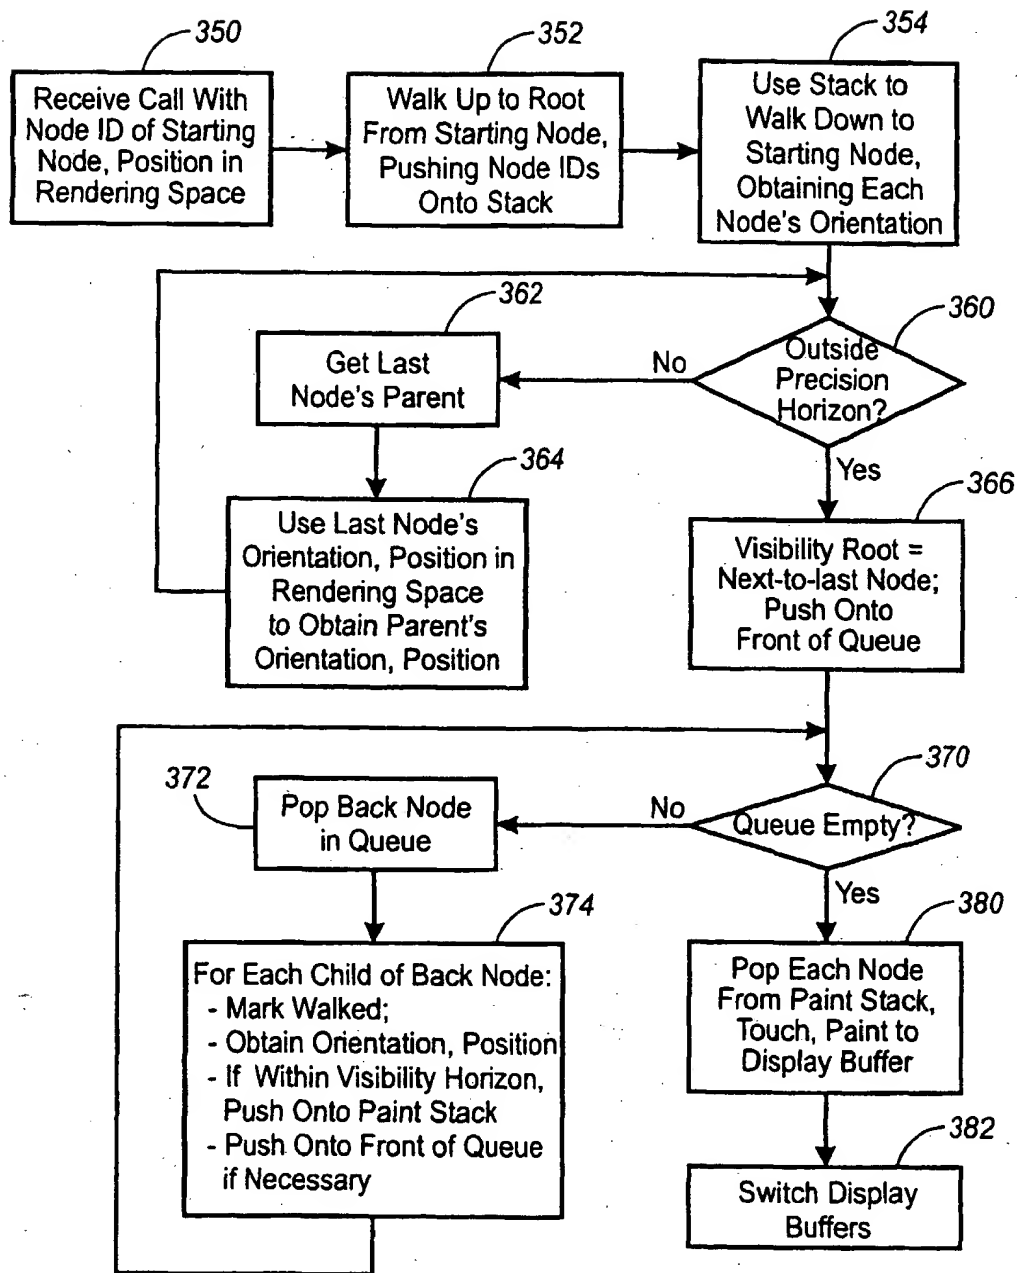 350
Receive Call With
Node ID of Starting
Node, Position in
Rendering Space
352
Walk Up to Root
From Starting Node,
Pushing Node IDs
Onto Stack
354
Use Stack to
Walk Down to
Starting Node,
Obtaining Each
Node's Orientation
360
Outside
Precision
Horizon?
No
Yes
362
Get Last
Node's Parent
364
Use Last Node's
Orientation, Position in
Rendering Space
to Obtain Parent's
Orientation, Position
366
Visibility Root =
Next-to-last Node;
Push Onto
Front of Queue
370
Queue Empty?
No
Yes
372
Pop Back Node
in Queue
374
For Each Child of Back Node:
- Mark Walked;
- Obtain Orientation, Position
- If Within Visibility Horizon,
Push Onto Paint Stack
- Push Onto Front of Queue
if Necessary
380
Pop Each Node
From Paint Stack,
Touch, Paint to
Display Buffer
382
Switch Display
Buffers